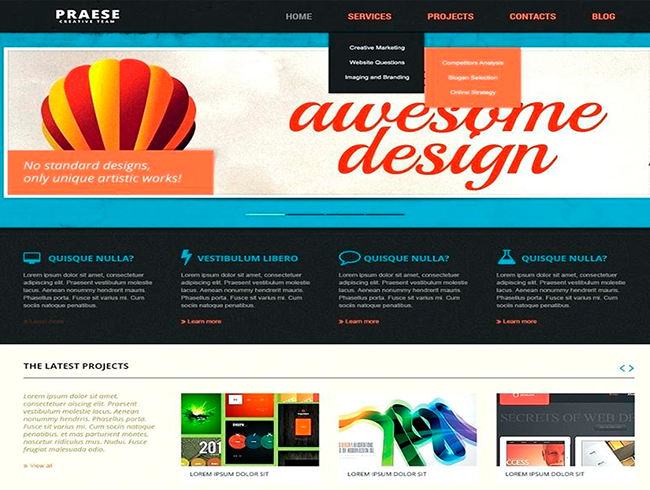 PRAESE
CREATIVE TEAM
HOME SERVICES PROJECTS CONTACTS BLOG
Creative Marketing
Website Questions
Imaging and Branding
Competitors Analysis
Slogan Selection
Online Strategy
awesome
design
No standard designs,
only unique artistic works!
QUISQUE NULLA?
Lorem ipsum dolor sit amet, consectetuer
adipiscing elit. Praesent vestibulum molestie
lacus. Aenean nonummy hendrerit mauris.
Phasellus porta. Fusce sit varius mi. Cum
sociis natoque penatibus et.
» Learn more
VESTIBULUM LIBERO
Lorem ipsum dolor sit amet, consectetuer
adipiscing elit. Praesent vestibulum molestie
lacus. Aenean nonummy hendrerit mauris.
Phasellus porta. Fusce sit varius mi. Cum
sociis natoque penatibus et.
» Learn more
QUISQUE NULLA?
Lorem ipsum dolor sit amet, consectetuer
adipiscing elit. Praesent vestibulum molestie
lacus. Aenean nonummy hendrerit mauris.
Phasellus porta. Fusce sit varius mi. Cum
sociis natoque penatibus et.
» Learn more
QUISQUE NULLA?
Lorem ipsum dolor sit amet, consectetuer
adipiscing elit. Praesent vestibulum molestie
lacus. Aenean nonummy hendrerit mauris.
Phasellus porta. Fusce sit varius mi. Cum
sociis natoque penatibus et.
» Learn more
THE LATEST PROJECTS
Lorem ipsum dolor sit amet,
consectetuer aiscing elit. Praesent
vestibulum molestie lacus. Aenean
nonummy hendrerit mauris. Phasellus
porta. Fusce suscipit varius mi. Cum
sociis natoque penatibus
penatibus, et mas parturient montes,
nascetur ridiculus mus. Nudus. Fusce
feugiat malesuada odio.
» View all
201
LOREM IPSUM DOLOR SIT
LOREM IPSUM DOLOR SIT
SECRETS OF WEB DE
CCESS
LOREM IPSUM DOLOR SIT